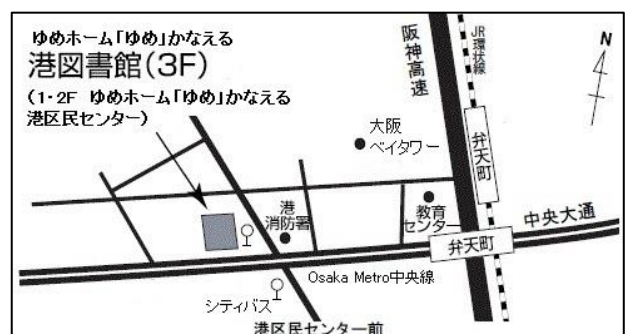 ゆめホーム「ゆめ」かなえる
港図書館(3F)
(1・2F ゆめホーム「ゆめ」かなえる
港区民センター)
阪神高速
JR環状線
N
大阪
ベイタワー
弁天町
港
消防署
教育
センター
弁天町
中央大通
Osaka Metro中央線
シティバス
港区民センター前